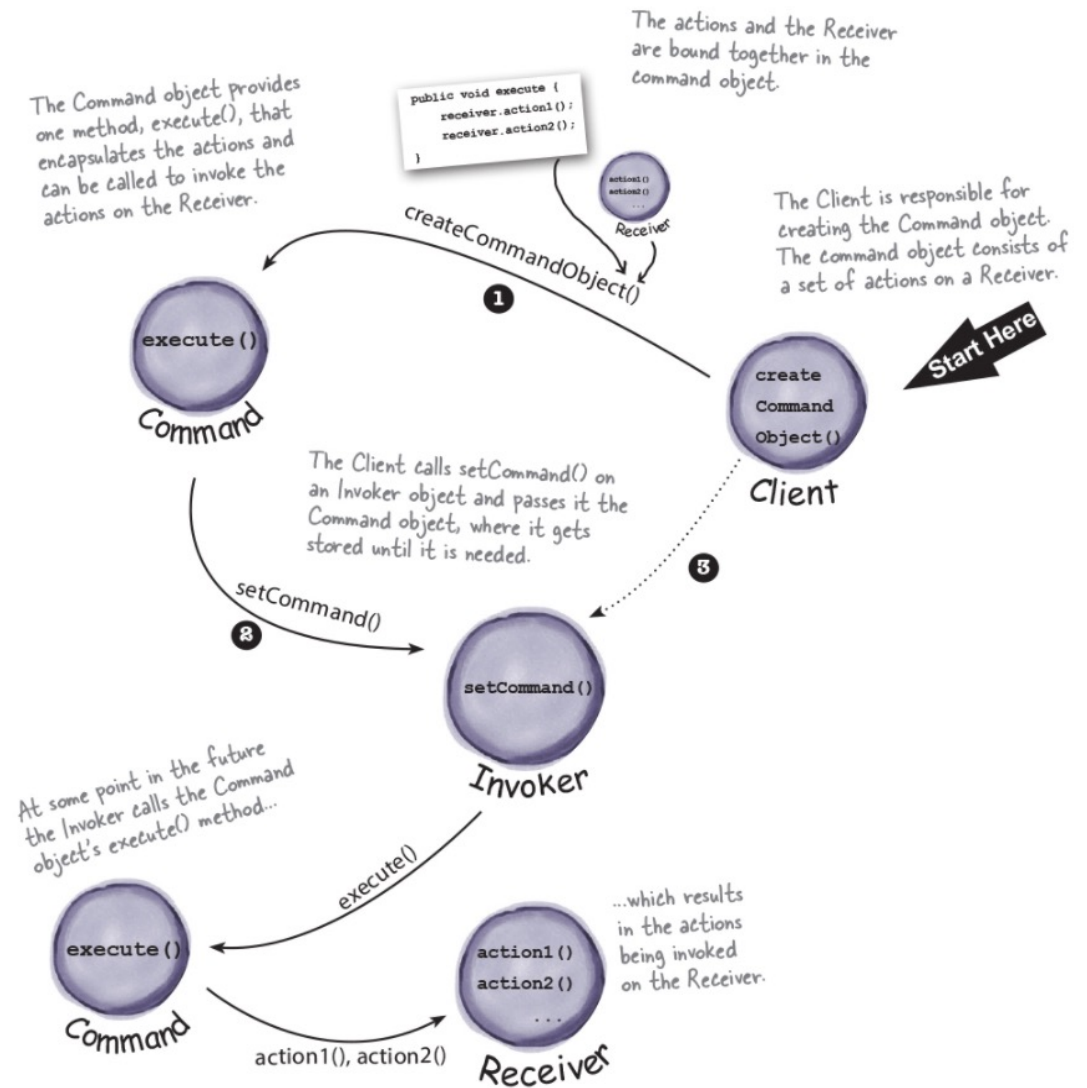 The actions and the Receiver
are bound together in the
command object.
The Command object provides
one method, execute(), that
encapsulates the actions and
can be called to invoke the
actions on the Receiver.
public void execute {
receiver.action1();
receiver.action2();
}
action1()
action2()
...
Receiver
The Client is responsible for
creating the Command object.
The command object consists of
a set of actions on a Receiver.
createCommandObject()
1
Start Here
execute()
Command
create
Command
Object()
Client
The Client calls setCommand() on
an Invoker object and passes it the
Command object, where it gets
stored until it is needed.
3
setCommand()
2
setCommand()
Invoker
At some point in the future
the Invoker calls the Command
object's execute() method...
execute()
execute()
Command
...which results
in the actions
being invoked
on the Receiver.
action1()
action2()
...
Receiver
action1(), action2()